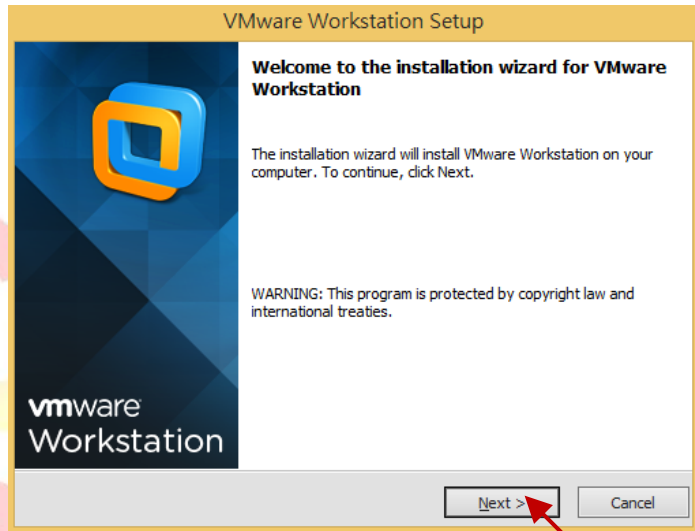 VMware Workstation Setup
Welcome to the installation wizard for VMware
Workstation
The installation wizard will install VMware Workstation on your
computer. To continue, click Next.
WARNING: This program is protected by copyright law and
international treaties.
vmware
Workstation
Next >
Cancel